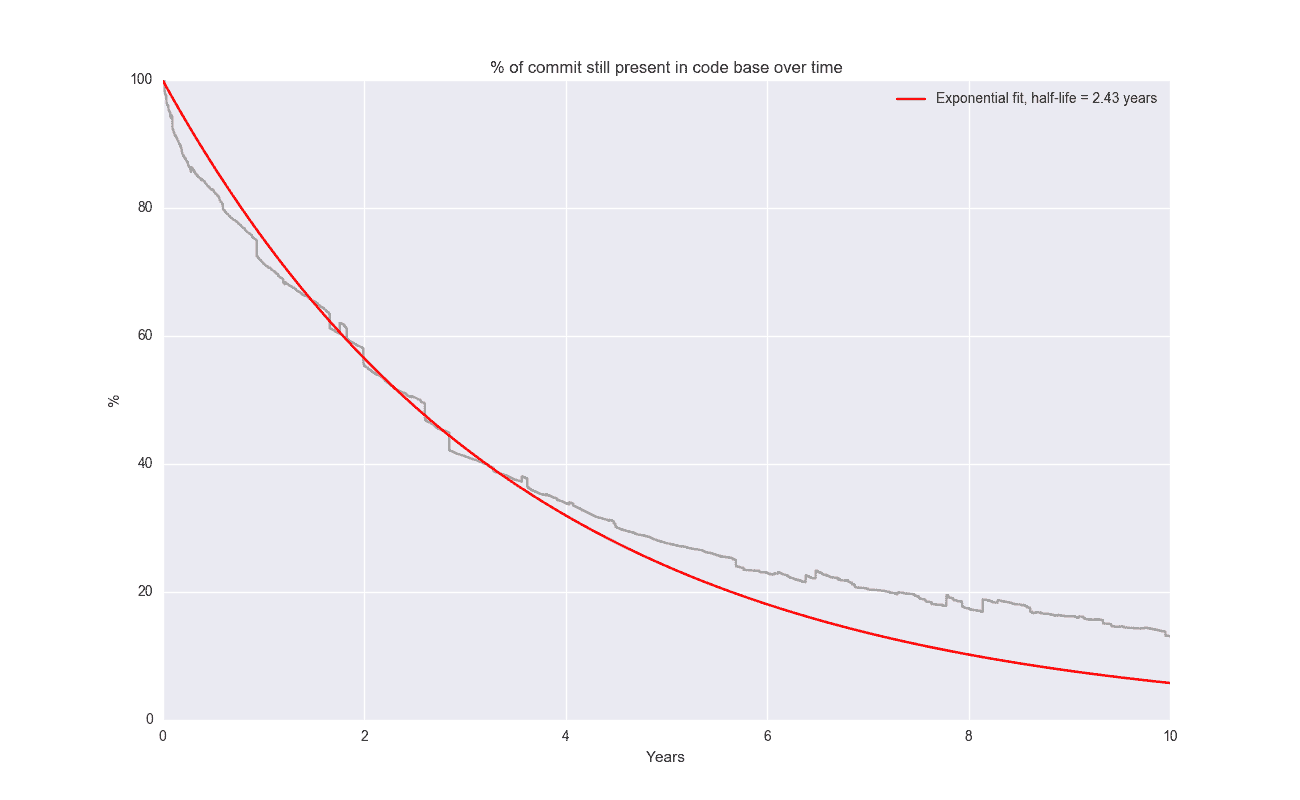 % of commit still present in code base over time
Exponential fit, half-life = 2.43 years
100
80
60
40
20
0
%
0 2 4 6 8 10
Years